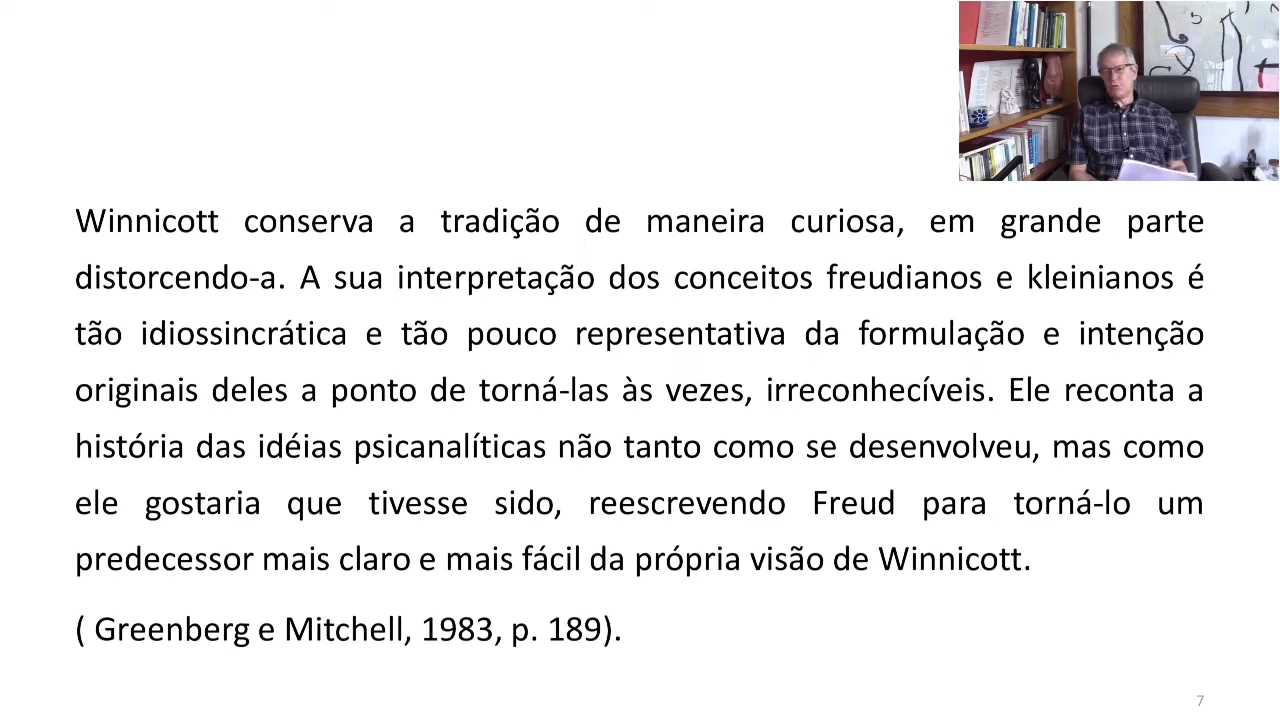 Winnicott conserva a tradição de maneira curiosa, em grande parte
distorcendo-a. A sua interpretação dos conceitos freudianos e kleinianos é
tão idiossincrática e tão pouco representativa da formulação e intenção
originais deles a ponto de torná-las às vezes, irreconhecíveis. Ele reconta a
história das idéias psicanalíticas não tanto como se desenvolveu, mas como
ele gostaria que tivesse sido, reescrevendo Freud para torná-lo um
predecessor mais claro e mais fácil da própria visão de Winnicott.
( Greenberg e Mitchell, 1983, p. 189).
7